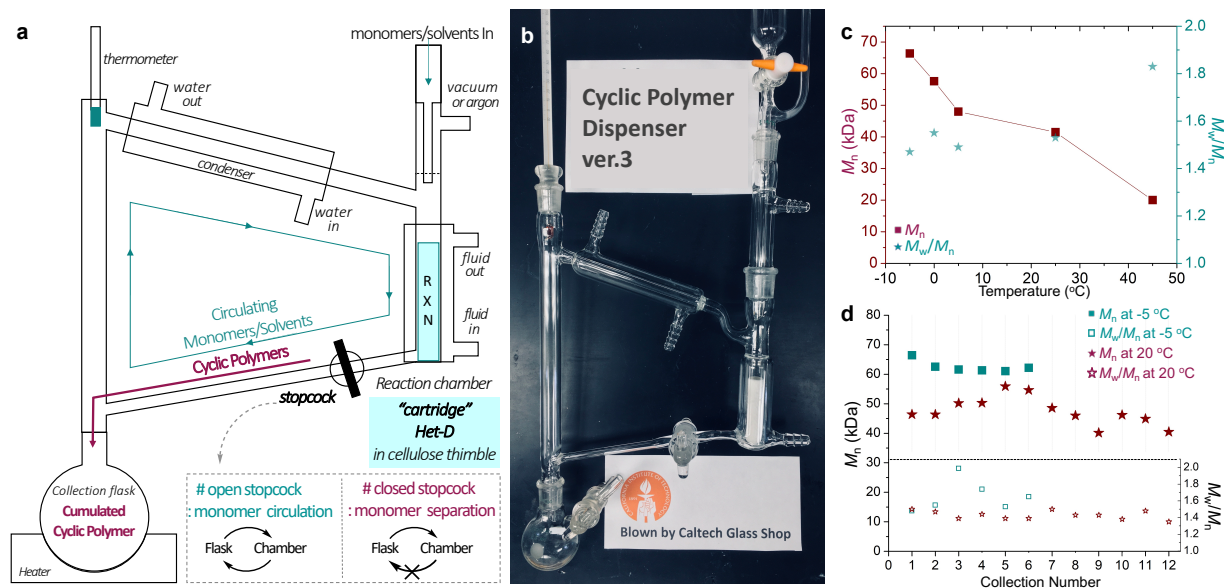 a
thermometer
water
out
condenser
water
in
monomers/solvents In
vacuum
or argon
RXN
fluid
out
fluid
in
Circulating
Monomers/Solvents
Cyclic Polymers
stopcock
Reaction chamber
“cartridge”
Het-D
in cellulose thimble
Collection flask
Cumulated
Cyclic Polymer
Heater
# open stopcock
: monomer circulation
Flask Chamber
# closed stopcock
: monomer separation
Flask Chamber
b
Cyclic Polymer
Dispenser
ver.3
Blown by Caltech Glass Shop
c
70
60
50
40
30
20
10
0
Mn (kDa)
2.0
1.8
1.6
1.4
1.2
1.0
Mw/Mn
Mn
Mw/Mn
-10 0 10 20 30 40 50
Temperature (°C)
d
Mn at -5 °C
Mw/Mn at -5 °C
Mn at 20 °C
Mw/Mn at 20 °C
80
70
60
50
40
30
20
10
0
Mn (kDa)
2.0
1.8
1.6
1.4
1.2
1.0
Mw/Mn
1 2 3 4 5 6 7 8 9 10 11 12
Collection Number